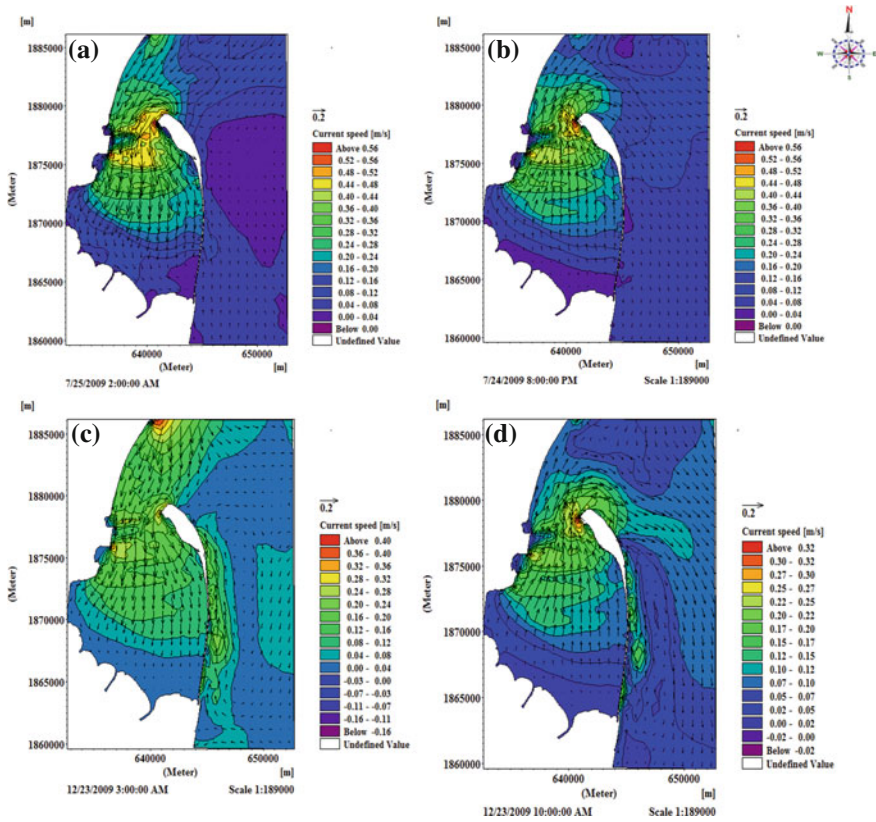 [m]
(a)
1885000
1880000
1875000
1870000
1865000
1860000
(Meter)
640000
650000
(Meter)
[m]
7/25/2009 2:00:00 AM
0.2
Current speed [m/s]
Above 0.56
0.52 - 0.56
0.48 - 0.52
0.44 - 0.48
0.40 - 0.44
0.36 - 0.40
0.32 - 0.36
0.28 - 0.32
0.24 - 0.28
0.20 - 0.24
0.16 - 0.20
0.12 - 0.16
0.08 - 0.12
0.04 - 0.08
0.00 - 0.04
Below 0.00
Undefined Value
[m]
(b)
1885000
1880000
1875000
1870000
1865000
1860000
(Meter)
640000
650000
(Meter)
[m]
7/24/2009 8:00:00 PM
Scale 1:189000
0.2
Current speed [m/s]
Above 0.56
0.52 - 0.56
0.48 - 0.52
0.44 - 0.48
0.40 - 0.44
0.36 - 0.40
0.32 - 0.36
0.28 - 0.32
0.24 - 0.28
0.20 - 0.24
0.16 - 0.20
0.12 - 0.16
0.08 - 0.12
0.04 - 0.08
0.00 - 0.04
Below 0.00
Undefined Value
N
W
E
S
[m]
(c)
1885000
1880000
1875000
1870000
1865000
1860000
(Meter)
640000
650000
(Meter)
[m]
12/23/2009 3:00:00 AM
Scale 1:189000
0.2
Current speed [m/s]
Above 0.40
0.36 - 0.40
0.32 - 0.36
0.28 - 0.32
0.24 - 0.28
0.20 - 0.24
0.16 - 0.20
0.12 - 0.16
0.08 - 0.12
0.04 - 0.08
0.00 - 0.04
-0.03 - 0.00
-0.07 - -0.03
-0.11 - -0.07
-0.16 - -0.11
Below -0.16
Undefined Value
[m]
(d)
1885000
1880000
1875000
1870000
1865000
1860000
(Meter)
640000
650000
(Meter)
[m]
12/23/2009 10:00:00 AM
Scale 1:189000
0.2
Current speed [m/s]
Above 0.32
0.30 - 0.32
0.27 - 0.30
0.25 - 0.27
0.22 - 0.25
0.20 - 0.22
0.17 - 0.20
0.15 - 0.17
0.12 - 0.15
0.10 - 0.12
0.07 - 0.10
0.05 - 0.07
0.02 - 0.05
0.00 - 0.02
-0.02 - 0.00
Below -0.02
Undefined Value